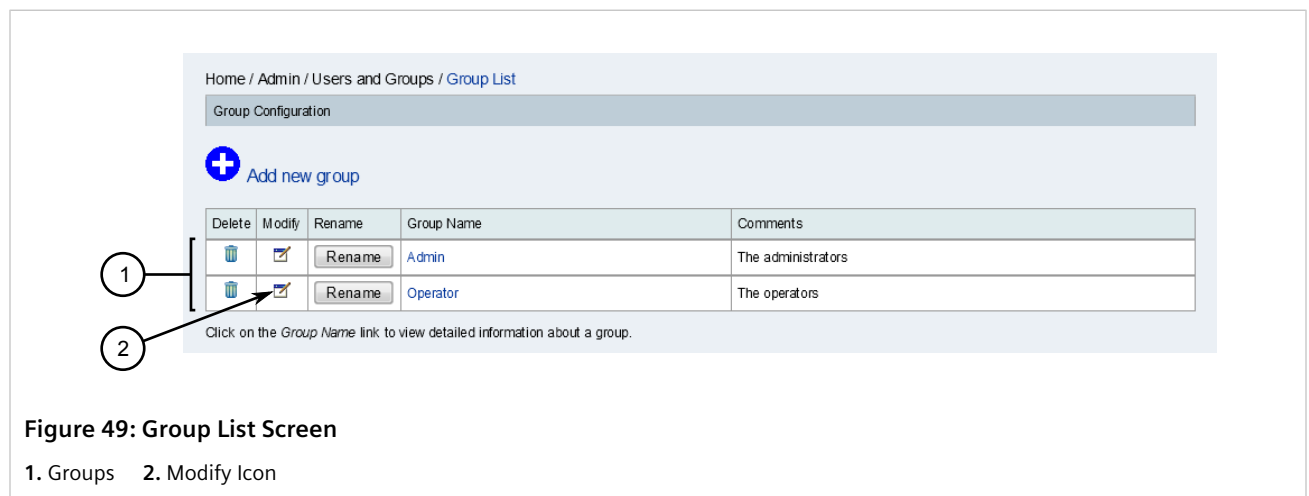 Home / Admin / Users and Groups / Group List
Group Configuration
Add new group
Delete Modify Rename Group Name Comments
Rename Admin The administrators
Rename Operator The operators
1
2
Click on the Group Name link to view detailed information about a group.
Figure 49: Group List Screen
1. Groups 2. Modify Icon